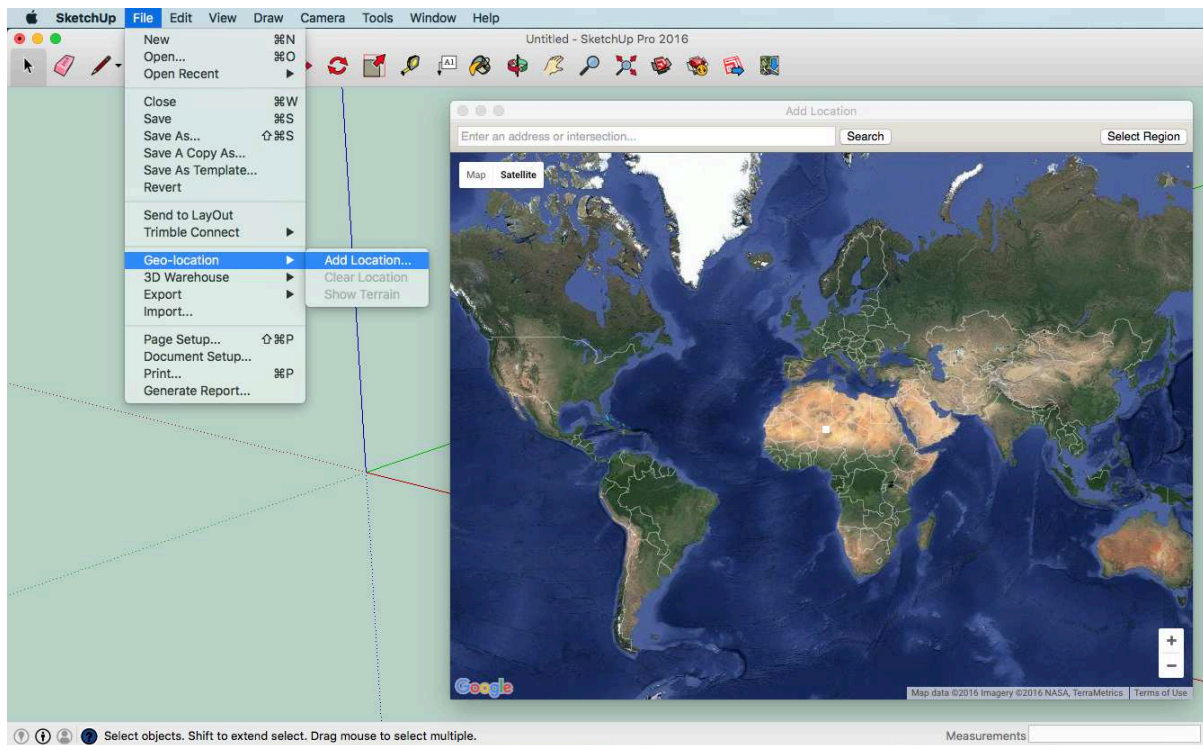 SketchUp File Edit View Draw Camera Tools Window Help
Untitled - SketchUp Pro 2016
New ⌘N
Open... ⌘O
Open Recent ▶
Close ⌘W
Save ⌘S
Save As... ⇧⌘S
Save A Copy As...
Save As Template...
Revert
Send to LayOut
Trimble Connect ▶
Geo-location ▶
3D Warehouse ▶
Export ▶
Import...
Page Setup... ⇧⌘P
Document Setup...
Print... ⌘P
Generate Report...
Add Location...
Clear Location
Show Terrain
A1
Add Location
Enter an address or intersection... Search Select Region
Map Satellite
+
−
Google
Map data ©2016 Imagery ©2016 NASA, TerraMetrics Terms of Use
? Select objects. Shift to extend select. Drag mouse to select multiple. Measurements